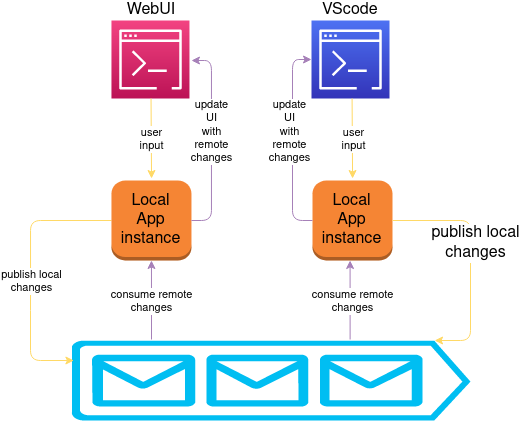 WebUI
VScode
update
UI
with
remote
changes
update
UI
with
remote
changes
user
input
user
input
Local
App
instance
Local
App
instance
publish local
changes
publish local
changes
consume remote
changes
consume remote
changes